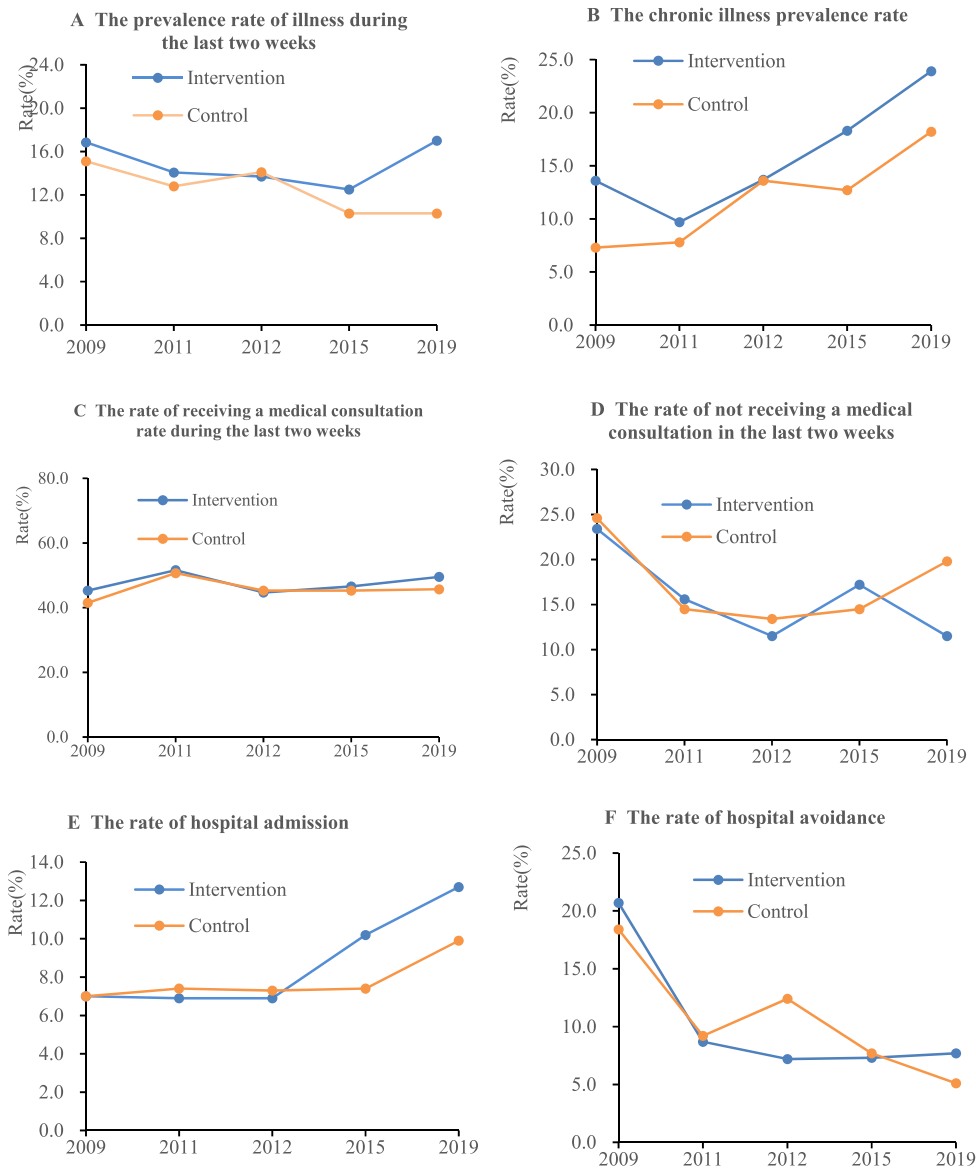 A The prevalence rate of illness during
the last two weeks
Rate(%)
24.0
20.0
16.0
12.0
8.0
4.0
0.0
Intervention
Control
2009 2011 2012 2015 2019
B The chronic illness prevalence rate
Rate(%)
25.0
20.0
15.0
10.0
5.0
0.0
Intervention
Control
2009 2011 2012 2015 2019
C The rate of receiving a medical consultation
rate during the last two weeks
Rate(%)
80.0
60.0
40.0
20.0
0.0
Intervention
Control
2009 2011 2012 2015 2019
D The rate of not receiving a medical
consultation in the last two weeks
Rate(%)
30.0
25.0
20.0
15.0
10.0
5.0
0.0
Intervention
Control
2009 2011 2012 2015 2019
E The rate of hospital admission
Rate(%)
14.0
12.0
10.0
8.0
6.0
4.0
2.0
0.0
Intervention
Control
2009 2011 2012 2015 2019
F The rate of hospital avoidance
Rate(%)
25.0
20.0
15.0
10.0
5.0
0.0
Intervention
Control
2009 2011 2012 2015 2019